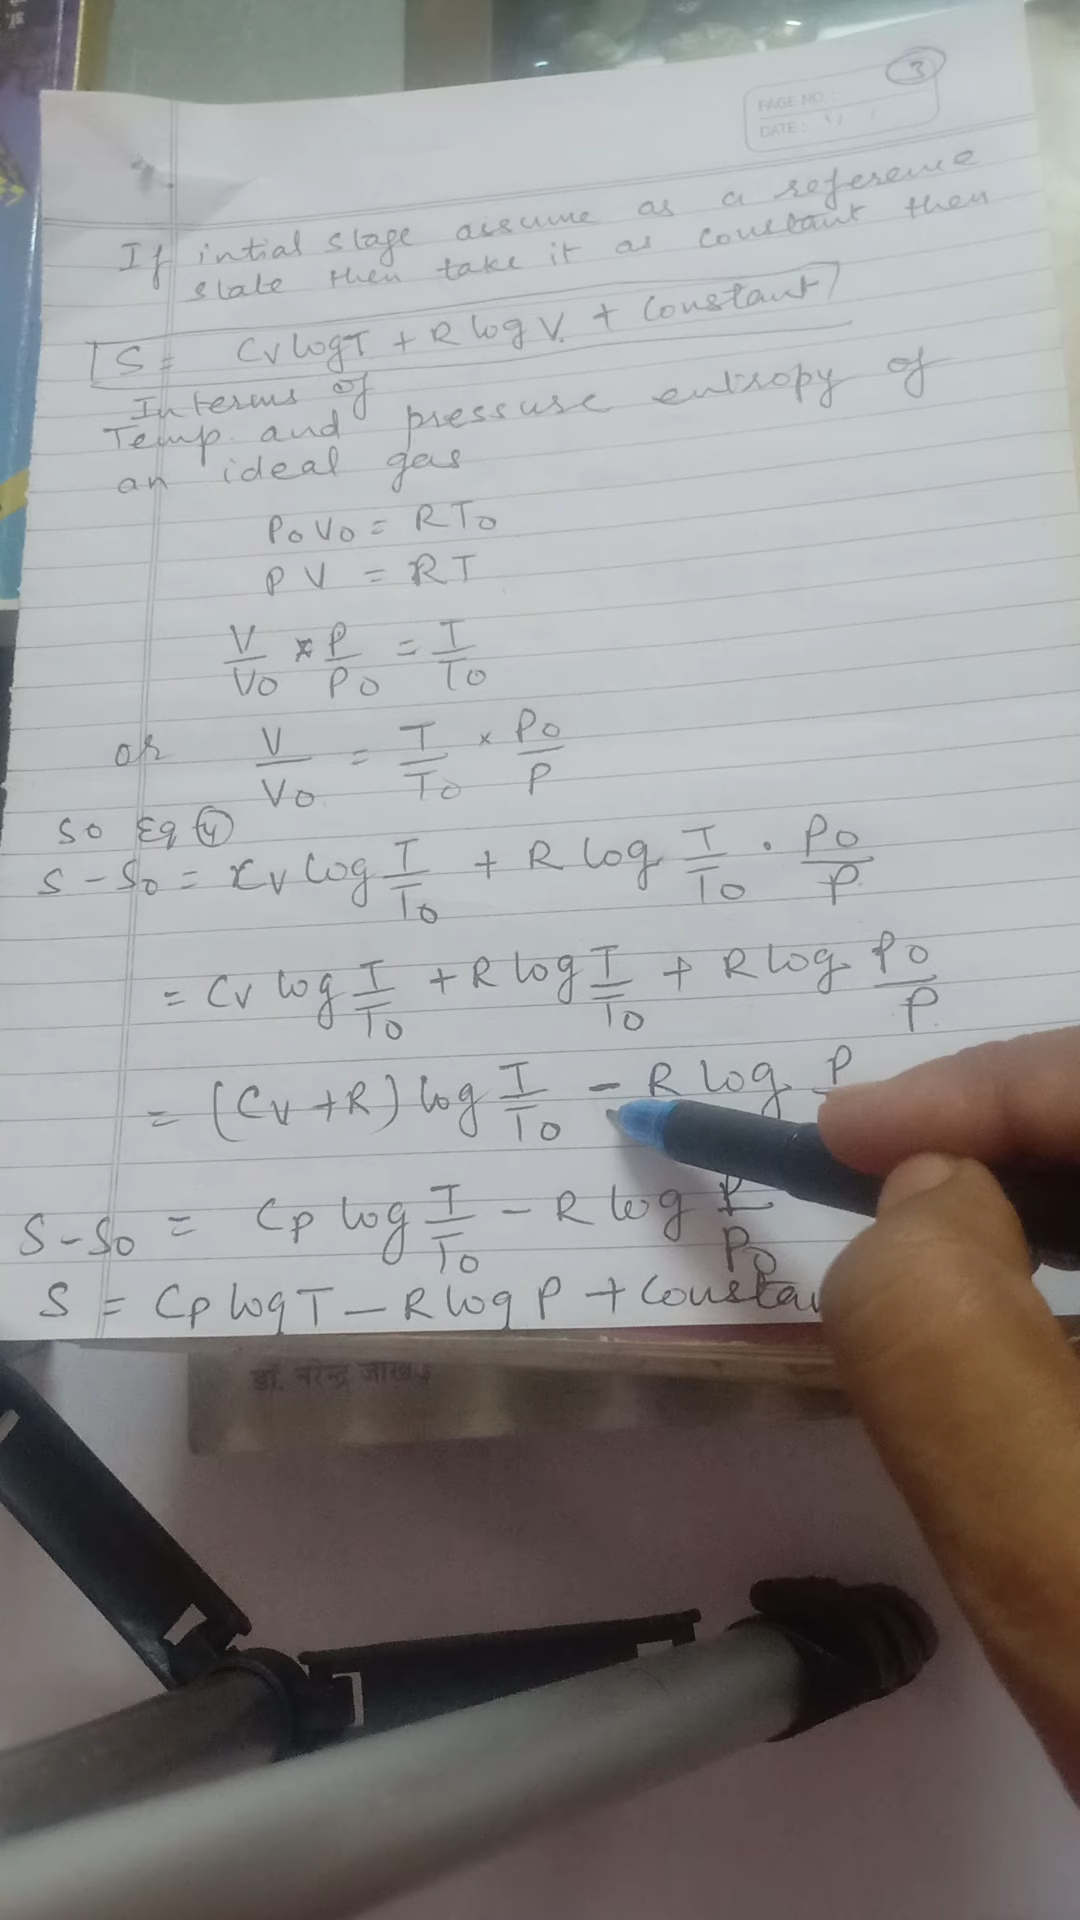 3
PAGE NO.:
DATE: / /
If intial stage assume as a reference
state then take it as constant then
S = CV logT + R log V + Constant
In terms of
Temp. and pressure entropy of
an ideal gas
P0 V0 = RT0
PV = RT
V/V0 × P/P0 = T/T0
or V/V0 = T/T0 × P0/P
so Eq (4)
S - S0 = CV log T/T0 + R log T/T0 . P0/P
= CV log T/T0 + R log T/T0 + R log P0/P
= (CV + R) log T/T0 - R log P
S - S0 = CP log T/T0 - R log P/P0
S = CP log T - R log P +
डॉ. नरेन्द्र जाखड़